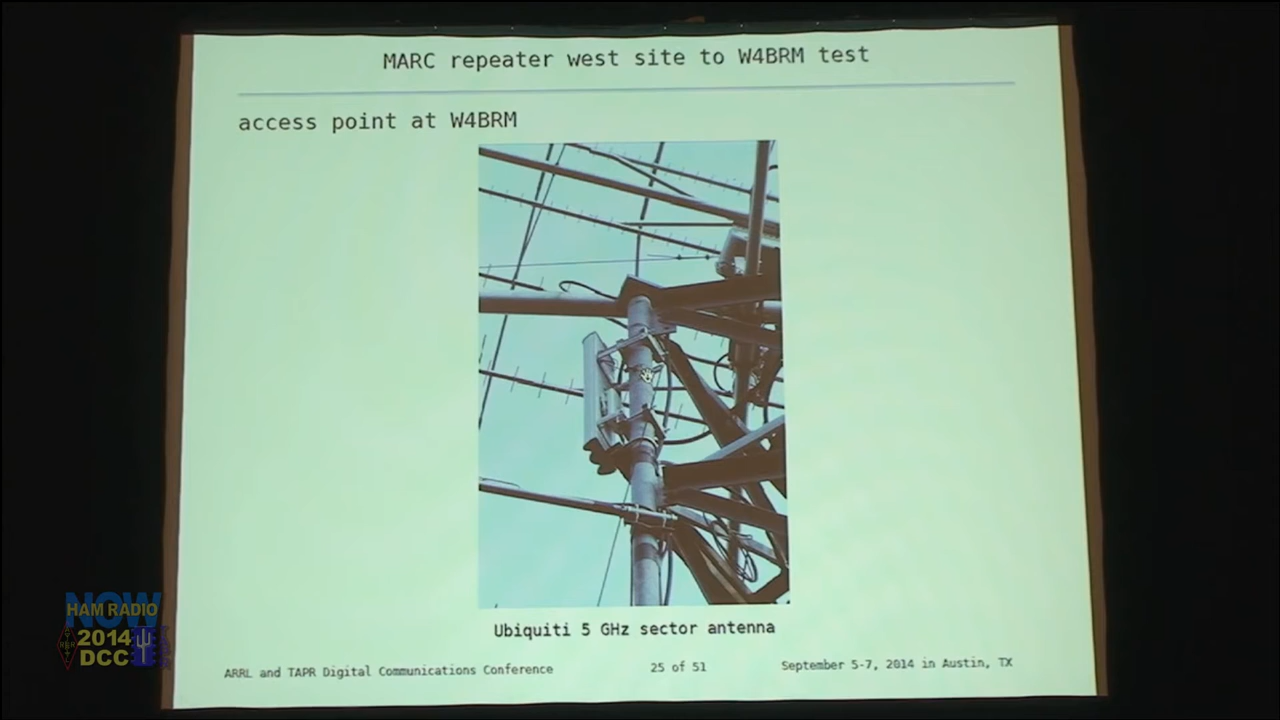 MARC repeater west site to W4BRM test
access point at W4BRM
Ubiquiti 5 GHz sector antenna
ARRL and TAPR Digital Communications Conference
25 of 51
September 5-7, 2014 in Austin, TX
NOW
HAM RADIO
2014
DCC